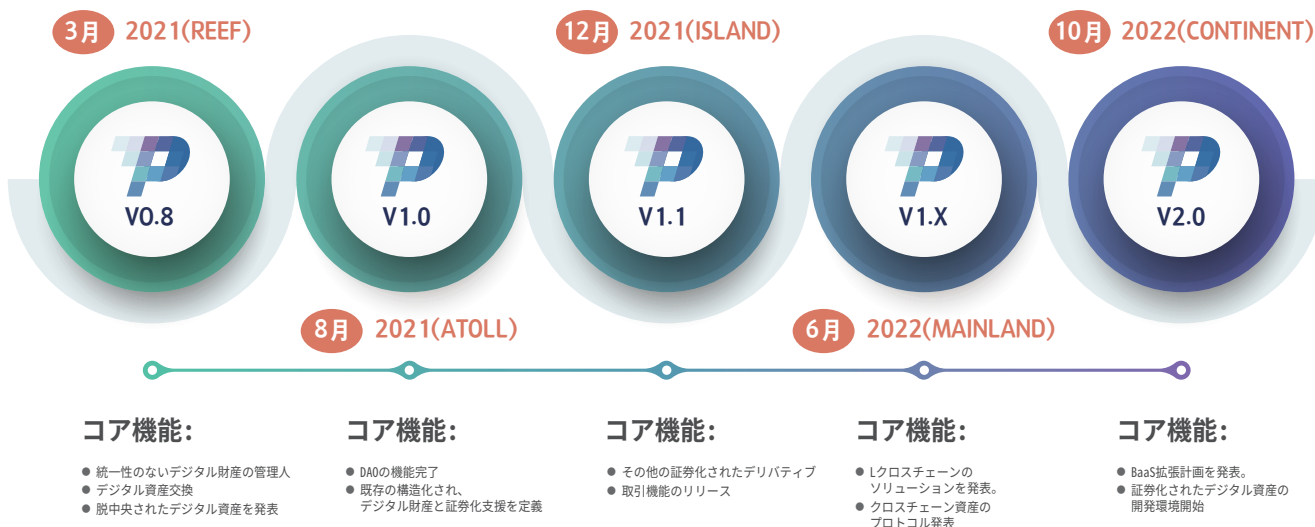 3月 2021(REEF)
12月 2021(ISLAND)
10月 2022(CONTINENT)
V0.8
V1.0
V1.1
V1.X
V2.0
8月 2021(ATOLL)
6月 2022(MAINLAND)
コア機能:
● 統一性のないデジタル財産の管理人
● デジタル資産交換
● 脱中央されたデジタル資産を発表
コア機能:
● DAOの機能完了
● 既存の構造化され、
デジタル財産と証券化支援を定義
コア機能:
● その他の証券化されたデリバティブ
● 取引機能のリリース
コア機能:
● Lクロスチェーンの
ソリューションを発表。
● クロスチェーン資産の
プロトコル発表
コア機能:
● BaaS拡張計画を発表。
● 証券化されたデジタル資産の
開発環境開始